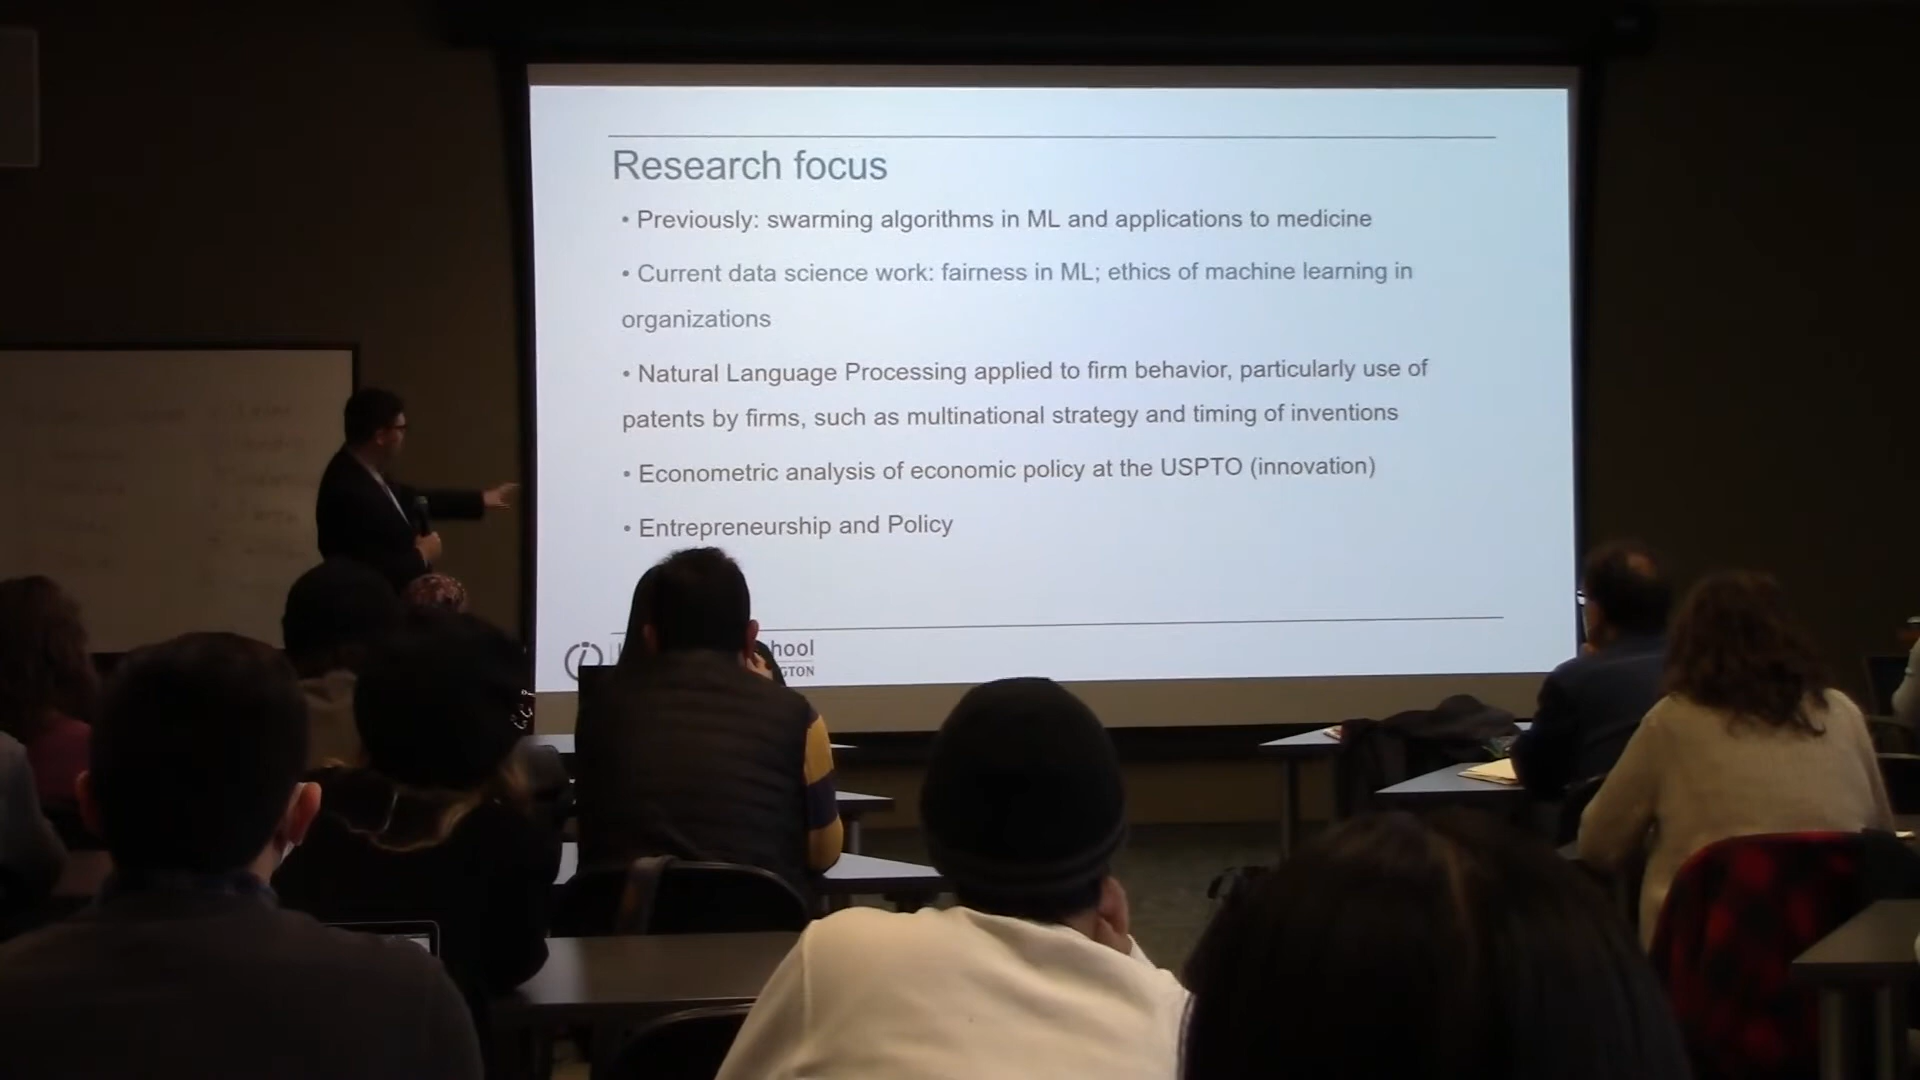 Research focus
• Previously: swarming algorithms in ML and applications to medicine
• Current data science work: fairness in ML; ethics of machine learning in
organizations
• Natural Language Processing applied to firm behavior, particularly use of
patents by firms, such as multinational strategy and timing of inventions
• Econometric analysis of economic policy at the USPTO (innovation)
• Entrepreneurship and Policy
hool
GTON